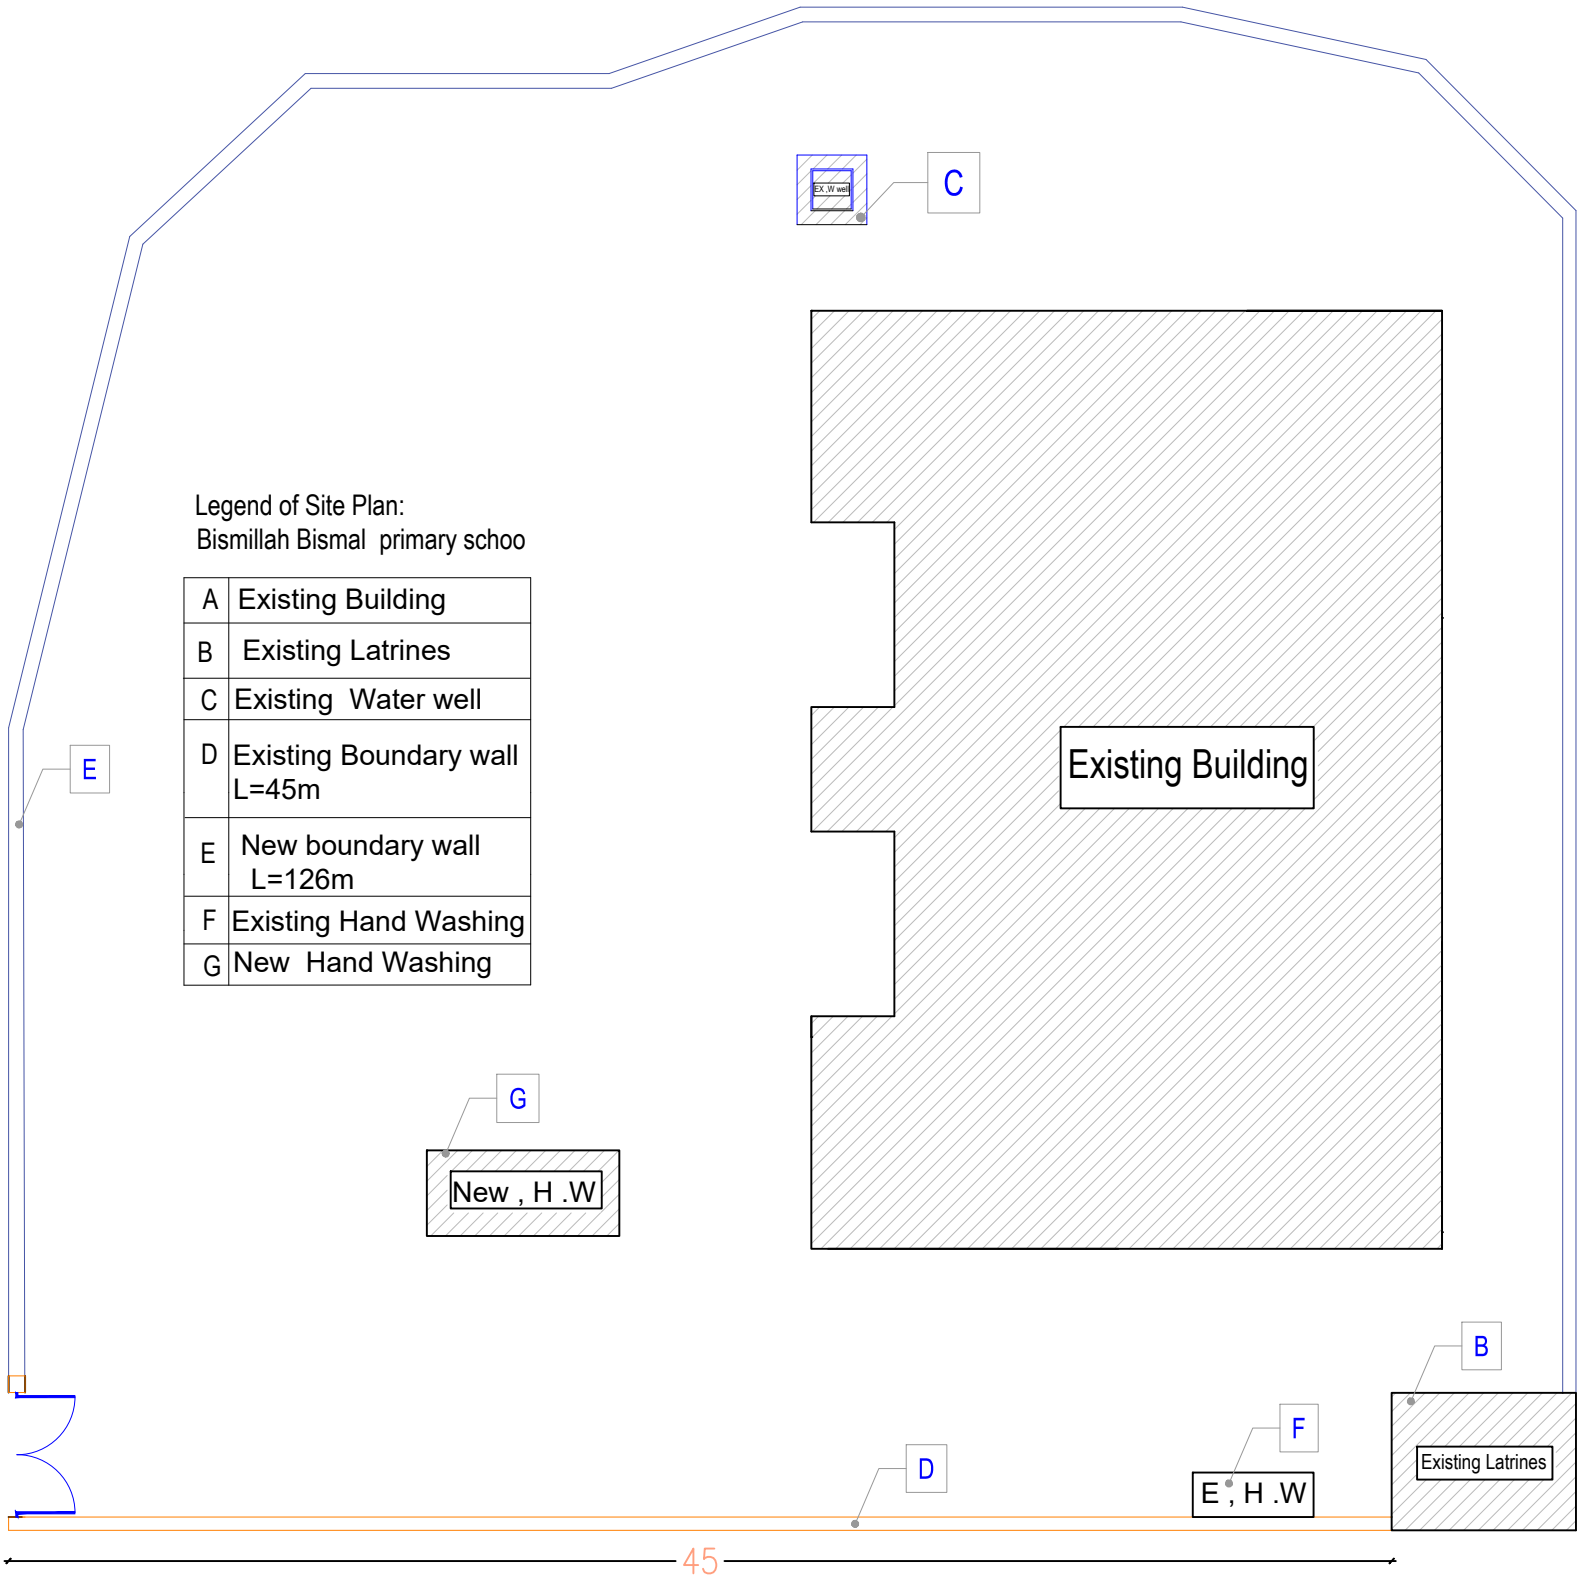 EX ,W well
C
Legend of Site Plan:
Bismillah Bismal primary schoo
A Existing Building
B Existing Latrines
C Existing Water well
D Existing Boundary wall
L=45m
E New boundary wall
L=126m
F Existing Hand Washing
G New Hand Washing
E
Existing Building
G
New , H .W
B
F
D
Existing Latrines
E , H .W
45